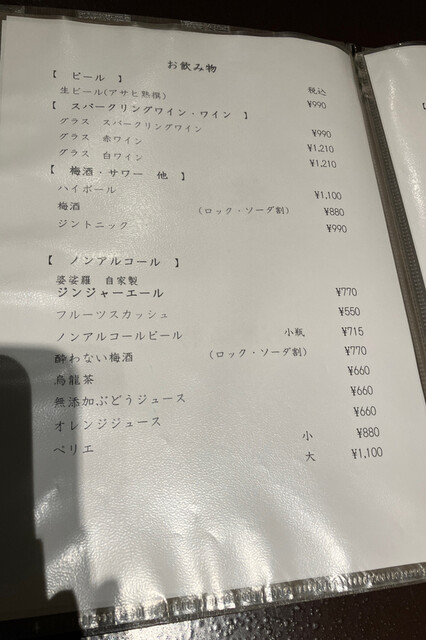 お飲み物
【 ビール 】
税込
生ビール(アサヒ熟撰) ¥990
【 スパークリングワイン・ワイン 】
グラス スパークリングワイン ¥990
グラス 赤ワイン ¥1,210
グラス 白ワイン ¥1,210
【 梅酒・サワー 他 】
ハイボール ¥1,100
梅酒 (ロック・ソーダ割) ¥880
ジントニック ¥990
【 ノンアルコール 】
婆娑羅 自家製
ジンジャーエール ¥770
フルーツスカッシュ ¥550
ノンアルコールビール 小瓶 ¥715
酔わない梅酒 (ロック・ソーダ割) ¥770
烏龍茶 ¥660
無添加ぶどうジュース ¥660
オレンジジュース ¥660
ペリエ 小 ¥880
大 ¥1,100